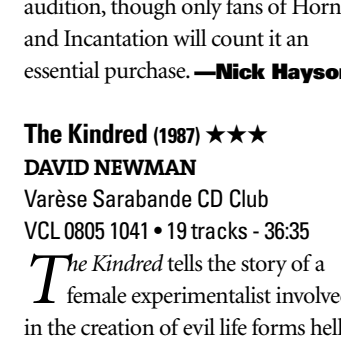 audition, though only fans of Horn
and Incantation will count it an
essential purchase. —Nick Hayso
The Kindred (1987) ★★★
DAVID NEWMAN
Varèse Sarabande CD Club
VCL 0805 1041 • 19 tracks - 36:35
The Kindred tells the story of a
female experimentalist involve
in the creation of evil life forms hell